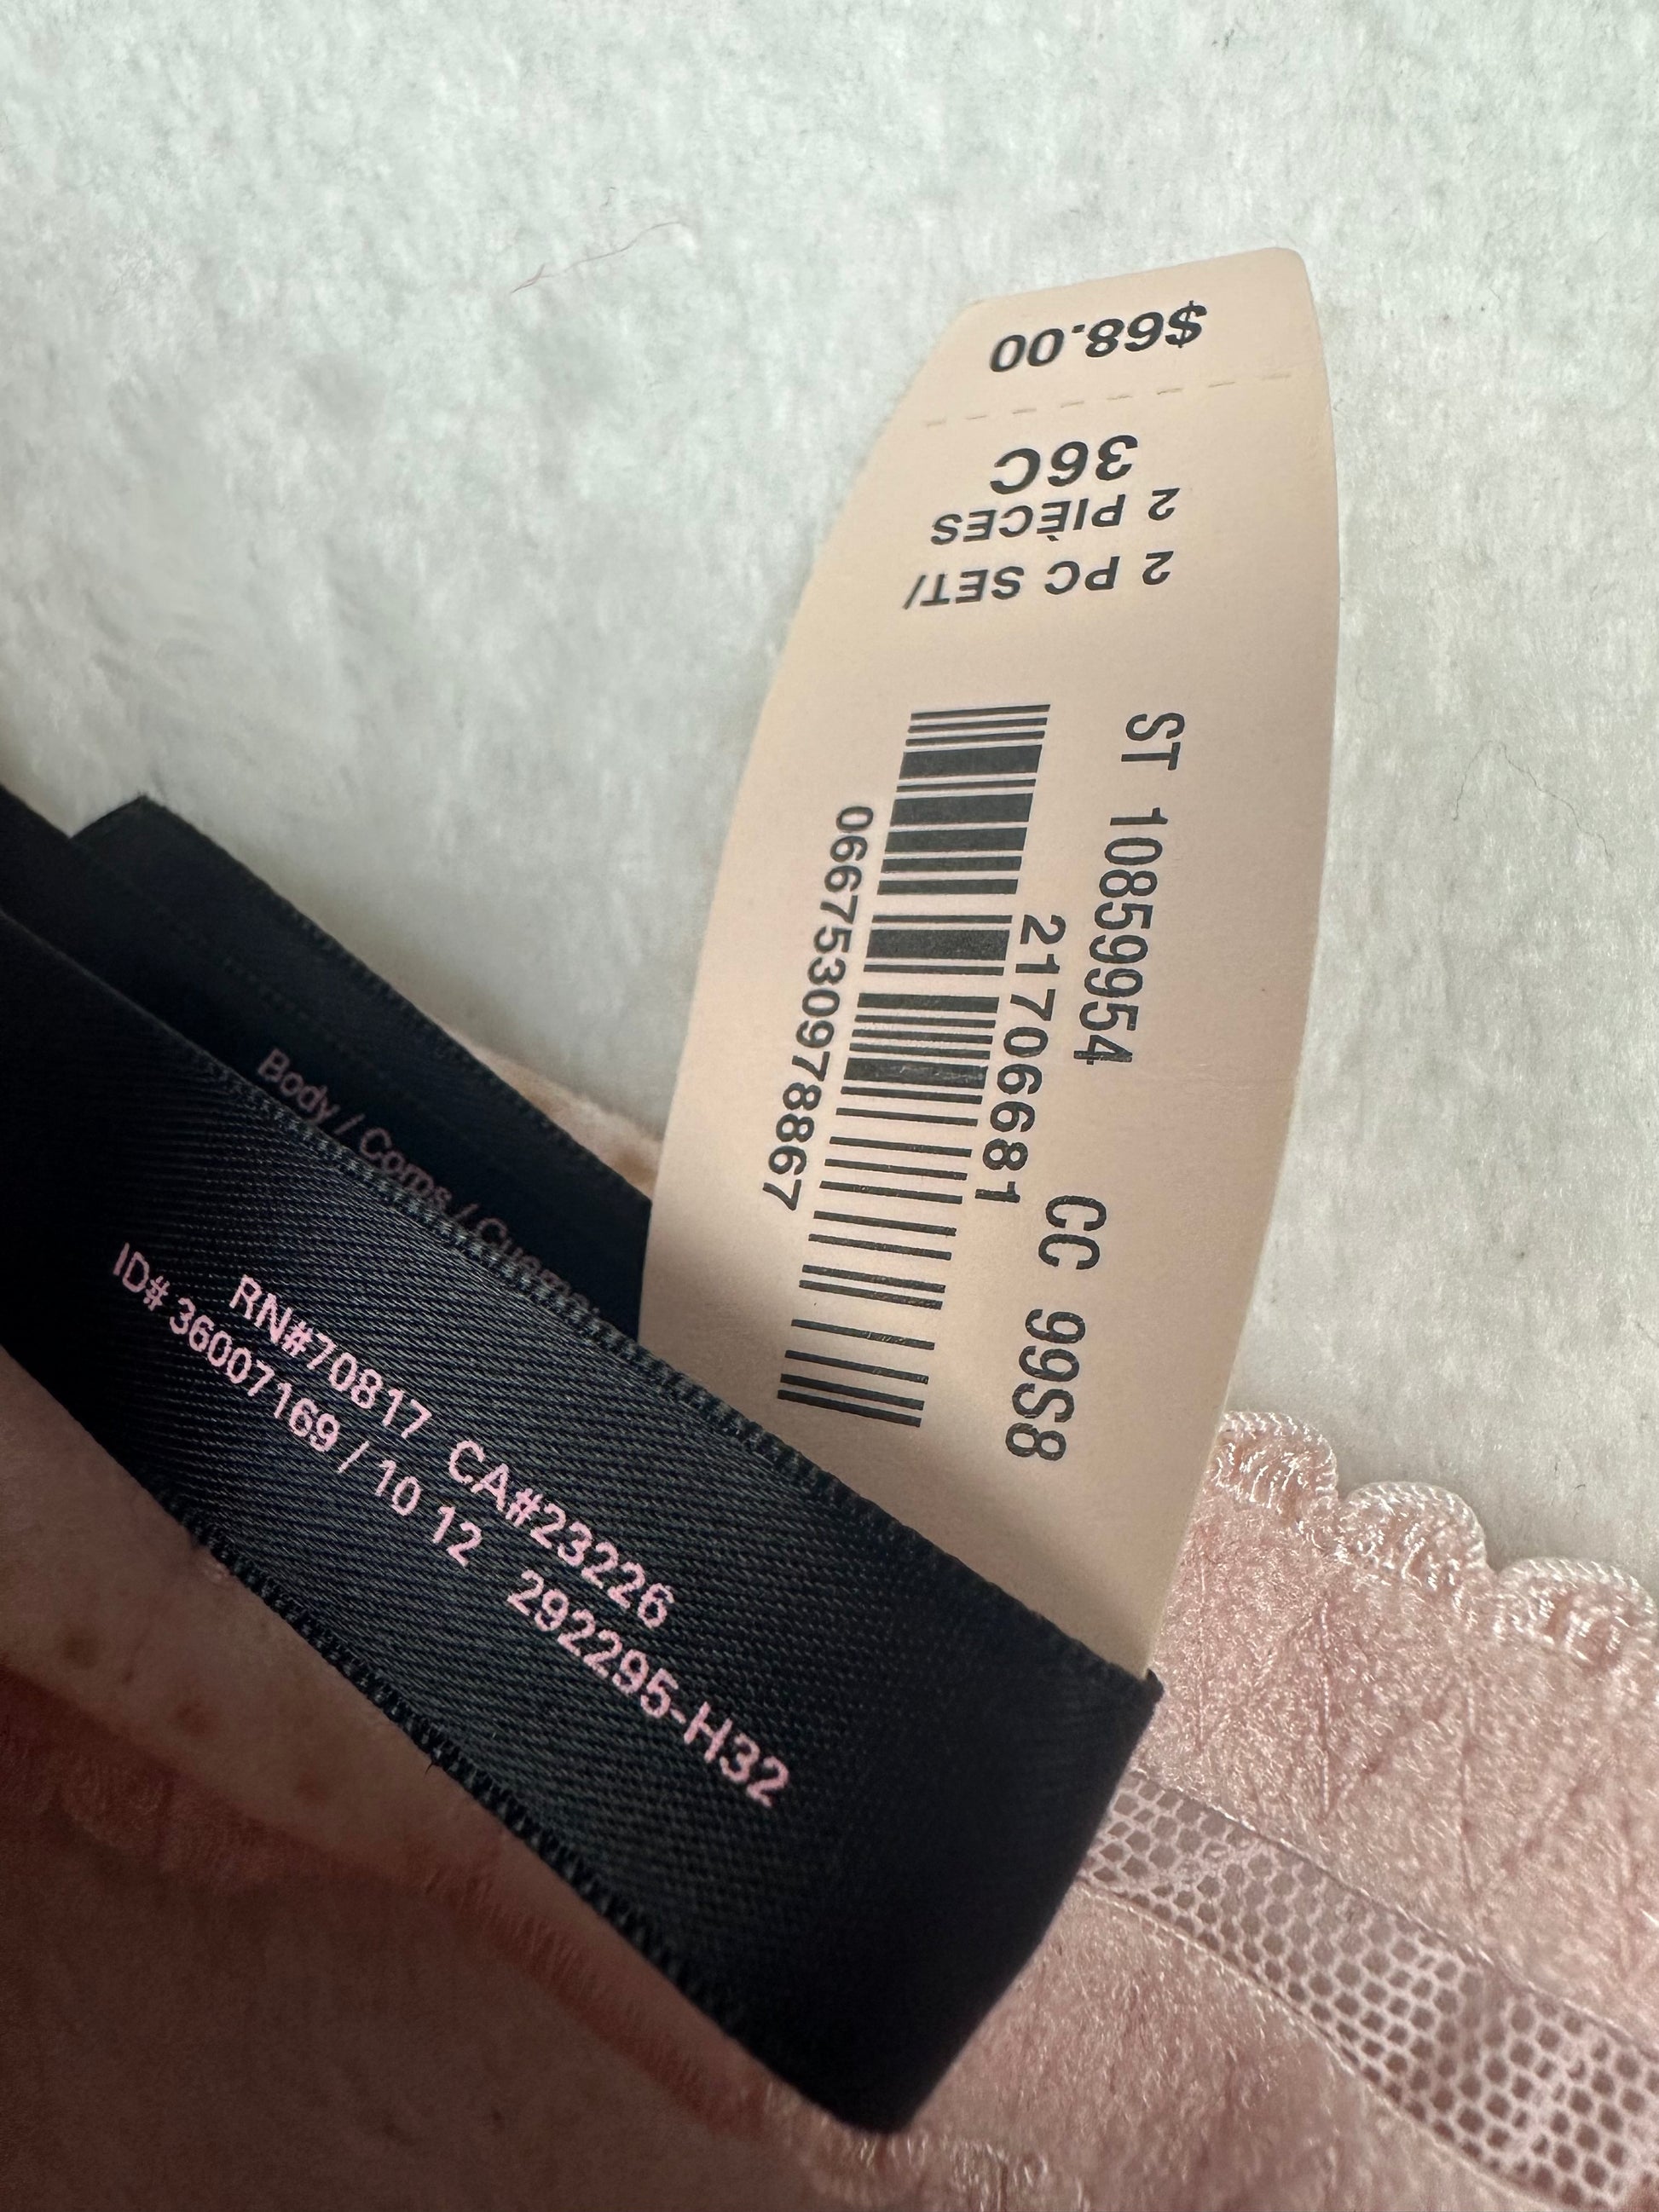 $68.00
36C
2 PIÈCES
2 PC SET/
ST 10859954 CC 99S8
21706681
0667530978867
Body / Corps /
RN#70817 CA#23226
ID# 36007169 / 10 12 292295-H32